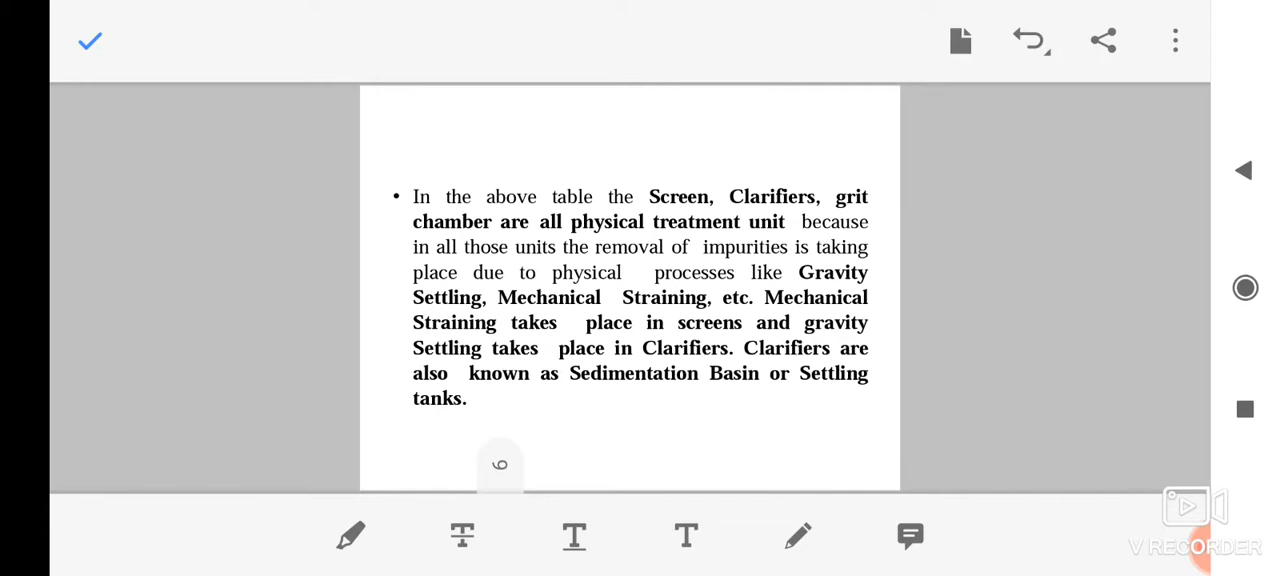 • In the above table the Screen, Clarifiers, grit
chamber are all physical treatment unit because
in all those units the removal of impurities is taking
place due to physical processes like Gravity
Settling, Mechanical Straining, etc. Mechanical
Straining takes place in screens and gravity
Settling takes place in Clarifiers. Clarifiers are
also known as Sedimentation Basin or Settling
tanks.
6
V RECORDER